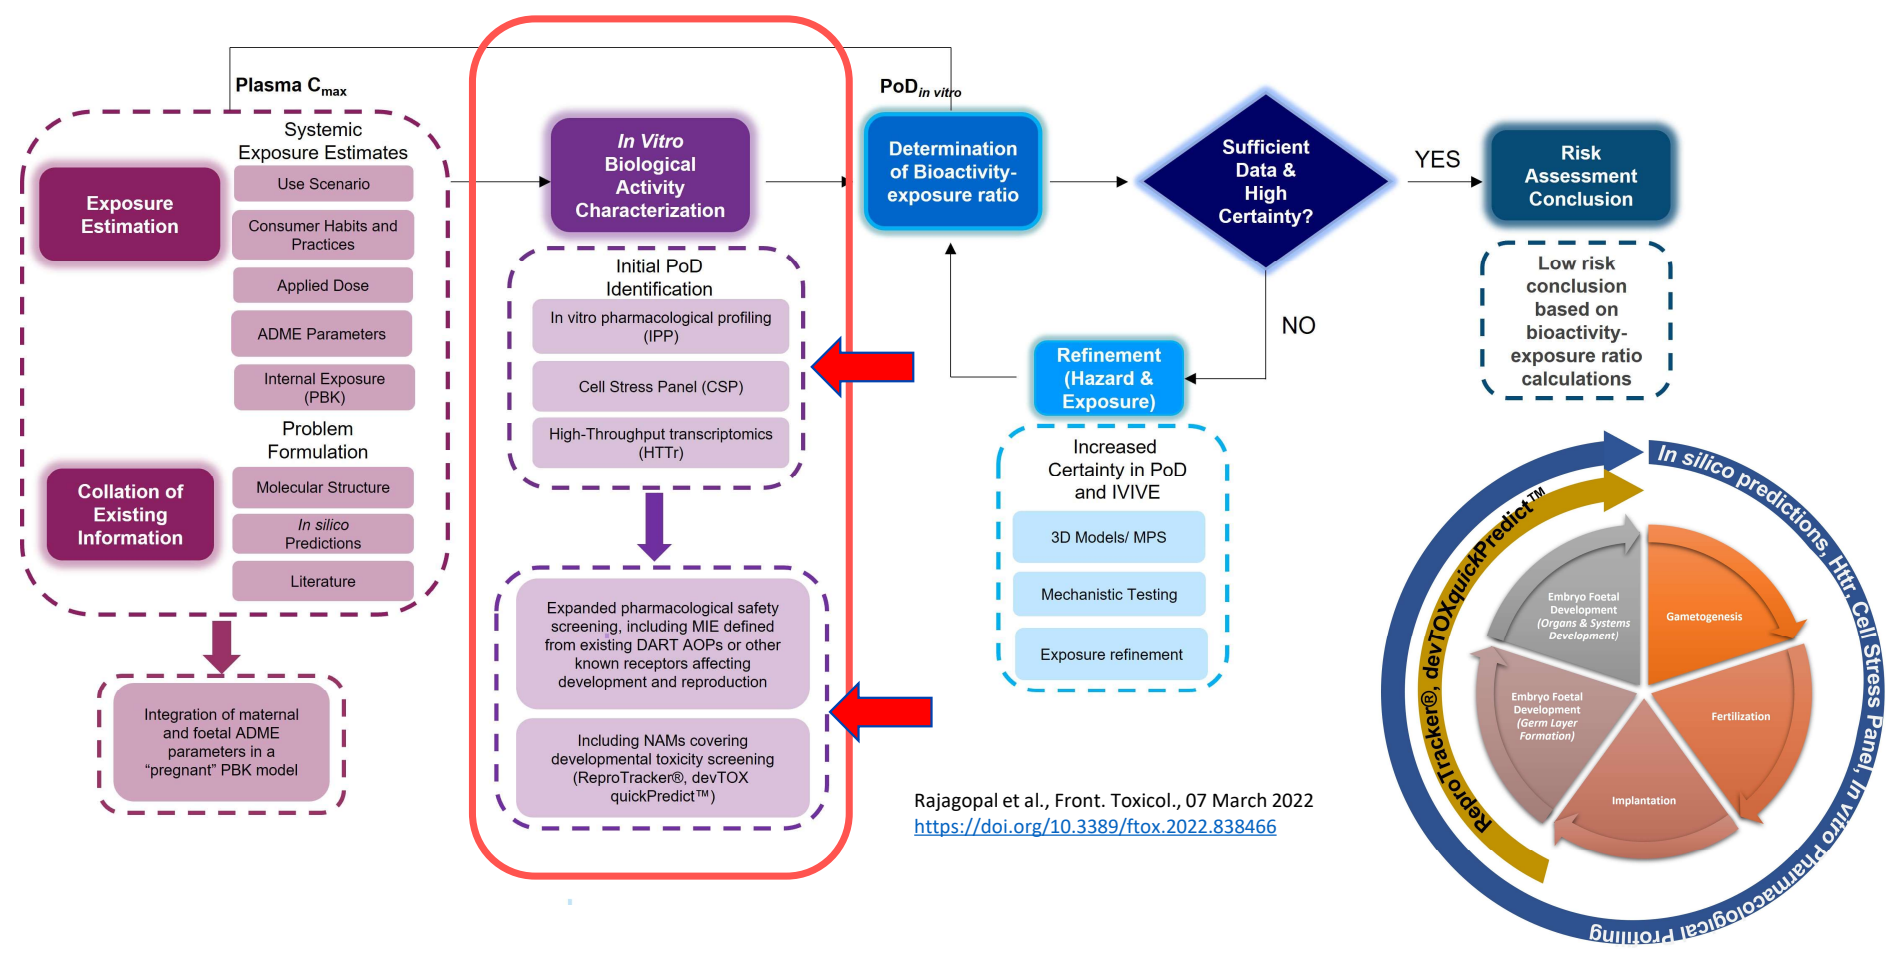 Plasma Cmax
Systemic
Exposure Estimates
Exposure
Estimation
Use Scenario
Consumer Habits and
Practices
Applied Dose
ADME Parameters
Internal Exposure
(PBK)
Problem
Formulation
Collation of
Existing
Information
Molecular Structure
In silico
Predictions
Literature
Integration of maternal
and foetal ADME
parameters in a
“pregnant” PBK model
In Vitro
Biological
Activity
Characterization
Initial PoD
Identification
In vitro pharmacological profiling
(IPP)
Cell Stress Panel (CSP)
High-Throughput transcriptomics
(HTTr)
Expanded pharmacological safety
screening, including MIE defined
from existing DART AOPs or other
known receptors affecting
development and reproduction
Including NAMs covering
developmental toxicity screening
(ReproTracker®, devTOX
quickPredict™)
PoDin vitro
Determination
of Bioactivity-
exposure ratio
Sufficient
Data &
High
Certainty?
YES
NO
Risk
Assessment
Conclusion
Low risk
conclusion
based on
bioactivity-
exposure ratio
calculations
Refinement
(Hazard &
Exposure)
Increased
Certainty in PoD
and IVIVE
3D Models/ MPS
Mechanistic Testing
Exposure refinement
Rajagopal et al., Front. Toxicol., 07 March 2022
https://doi.org/10.3389/ftox.2022.838466
In silico predictions, Httr, Cell Stress Panel, In vitro Pharmacological Profiling
ReproTracker®, devTOXquickPredict™
Gametogenesis
Fertilization
Implantation
Embryo Foetal
Development
(Germ Layer
Formation)
Embryo Foetal
Development
(Organs & Systems
Development)